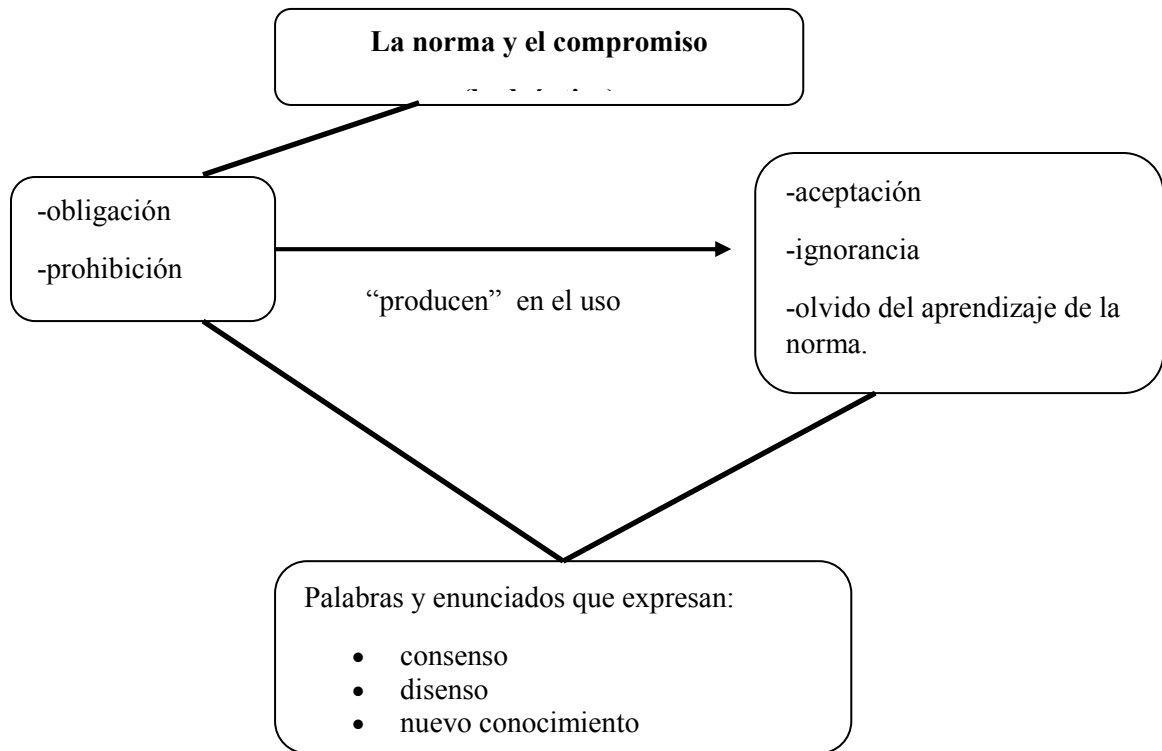 La norma y el compromiso
-obligación
-prohibición
“producen” en el uso
-aceptación
-ignorancia
-olvido del aprendizaje de la
norma.
Palabras y enunciados que expresan:
• consenso
• disenso
• nuevo conocimiento